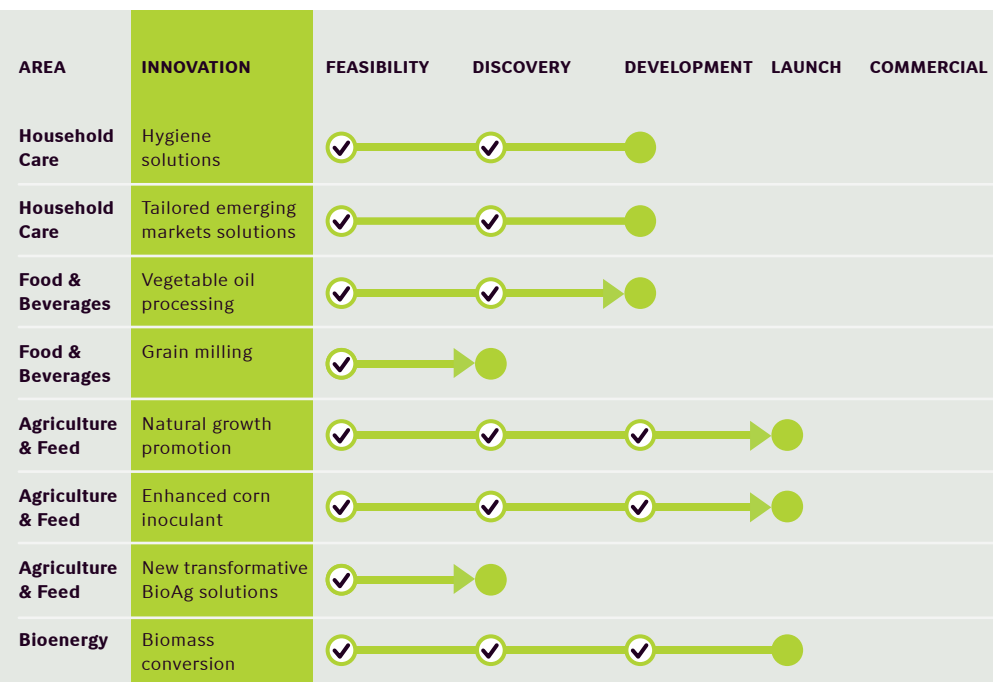 AREA INNOVATION FEASIBILITY DISCOVERY DEVELOPMENT LAUNCH COMMERCIAL
Household Hygiene
Care solutions
Household Tailored emerging
Care markets solutions
Food & Vegetable oil
Beverages processing
Food & Grain milling
Beverages
Agriculture Natural growth
& Feed promotion
Agriculture Enhanced corn
& Feed inoculant
Agriculture New transformative
& Feed BioAg solutions
Bioenergy Biomass
conversion